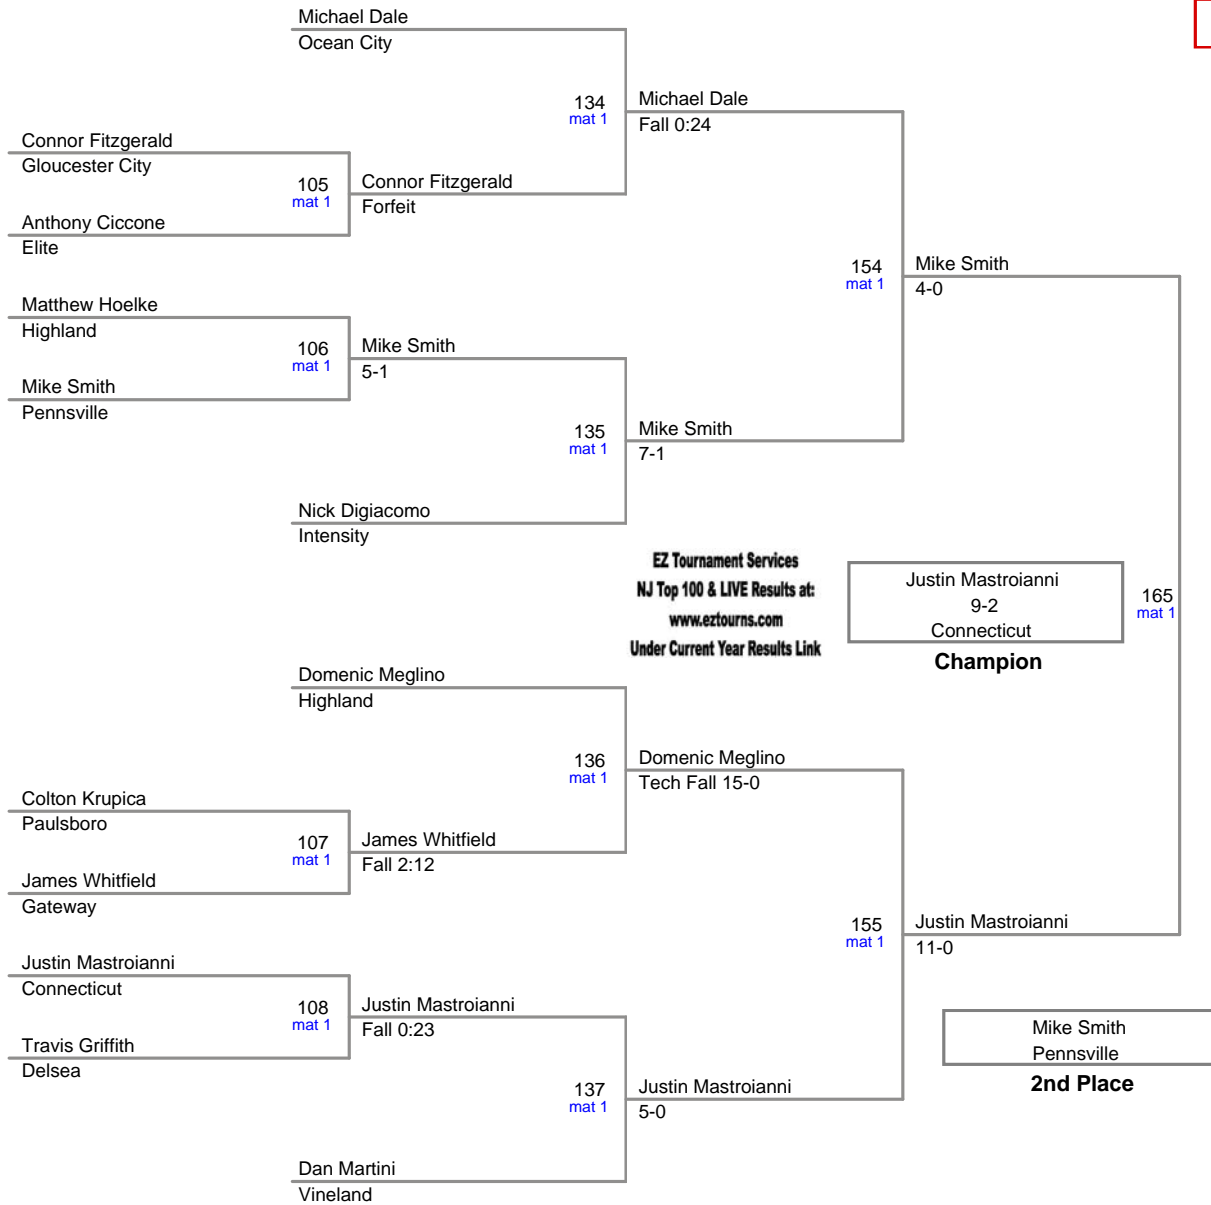 Michael Dale
Ocean City
134
mat 1
Michael Dale
Fall 0:24
Connor Fitzgerald
Gloucester City
105
mat 1
Connor Fitzgerald
Forfeit
Anthony Ciccone
Elite
154
mat 1
Mike Smith
4-0
Matthew Hoelke
Highland
106
mat 1
Mike Smith
5-1
Mike Smith
Pennsville
135
mat 1
Mike Smith
7-1
Nick Digiacomo
Intensity
EZ Tournament Services
NJ Top 100 & LIVE Results at:
www.eztourns.com
Under Current Year Results Link
Justin Mastroianni
9-2
Connecticut
Champion
165
mat 1
Domenic Meglino
Highland
136
mat 1
Domenic Meglino
Tech Fall 15-0
Colton Krupica
Paulsboro
107
mat 1
James Whitfield
Fall 2:12
James Whitfield
Gateway
155
mat 1
Justin Mastroianni
11-0
Justin Mastroianni
Connecticut
108
mat 1
Justin Mastroianni
Fall 0:23
Travis Griffith
Delsea
Mike Smith
Pennsville
2nd Place
137
mat 1
Justin Mastroianni
5-0
Dan Martini
Vineland